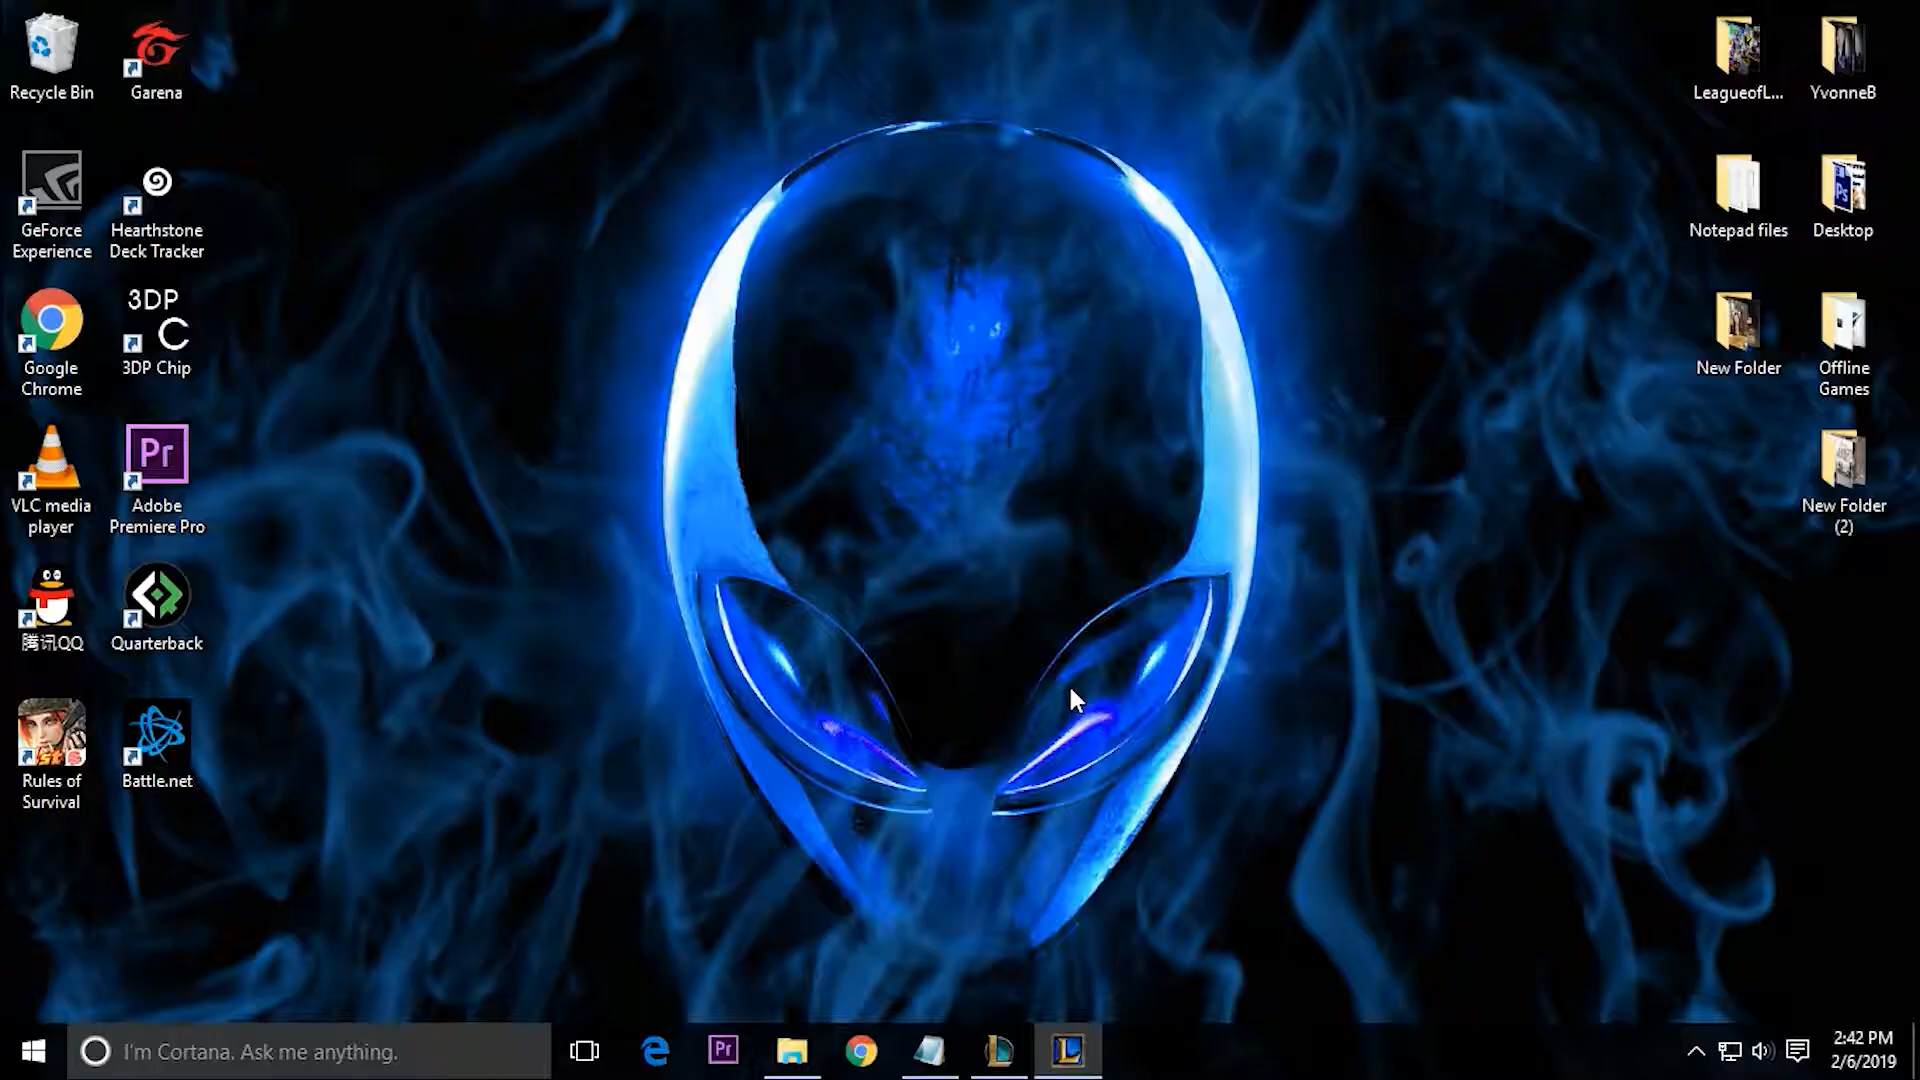 Recycle Bin
Garena
GeForce
Experience
Hearthstone
Deck Tracker
Google
Chrome
3DP
C
3DP Chip
VLC media
player
Pr
Adobe
Premiere Pro
腾讯QQ
Quarterback
Rules of
Survival
Battle.net
LeagueofL...
YvonneB
Notepad files
Ps
Desktop
New Folder
Offline
Games
New Folder
(2)
I'm Cortana. Ask me anything.
Pr
L
2:42 PM
2/6/2019